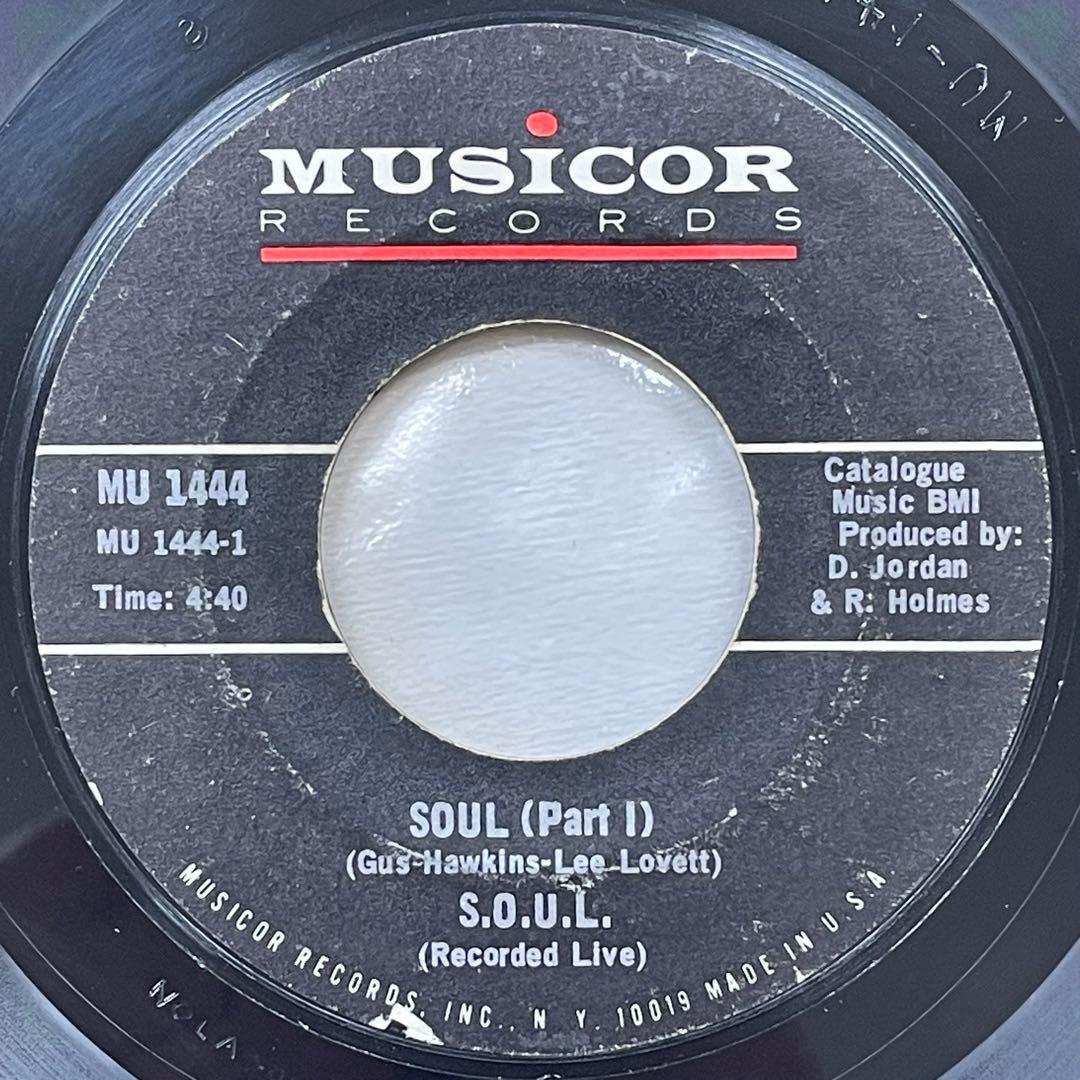 MUSICOR
RECORDS
MU 1444
MU 1444-1
Time: 4:40
Catalogue
Music BMI
Produced by:
D. Jordan
& R. Holmes
SOUL (Part I)
(Gus-Hawkins-Lee Lovett)
S.O.U.L.
(Recorded Live)
MUSICOR RECORDS, INC., N Y. 10019 MADE IN U.S.A.
NOLA